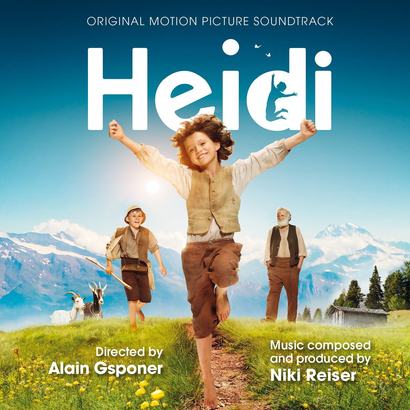 ORIGINAL MOTION PICTURE SOUNDTRACK
Heidi
Directed by
Alain Gsponer
Music composed
and produced by
Niki Reiser